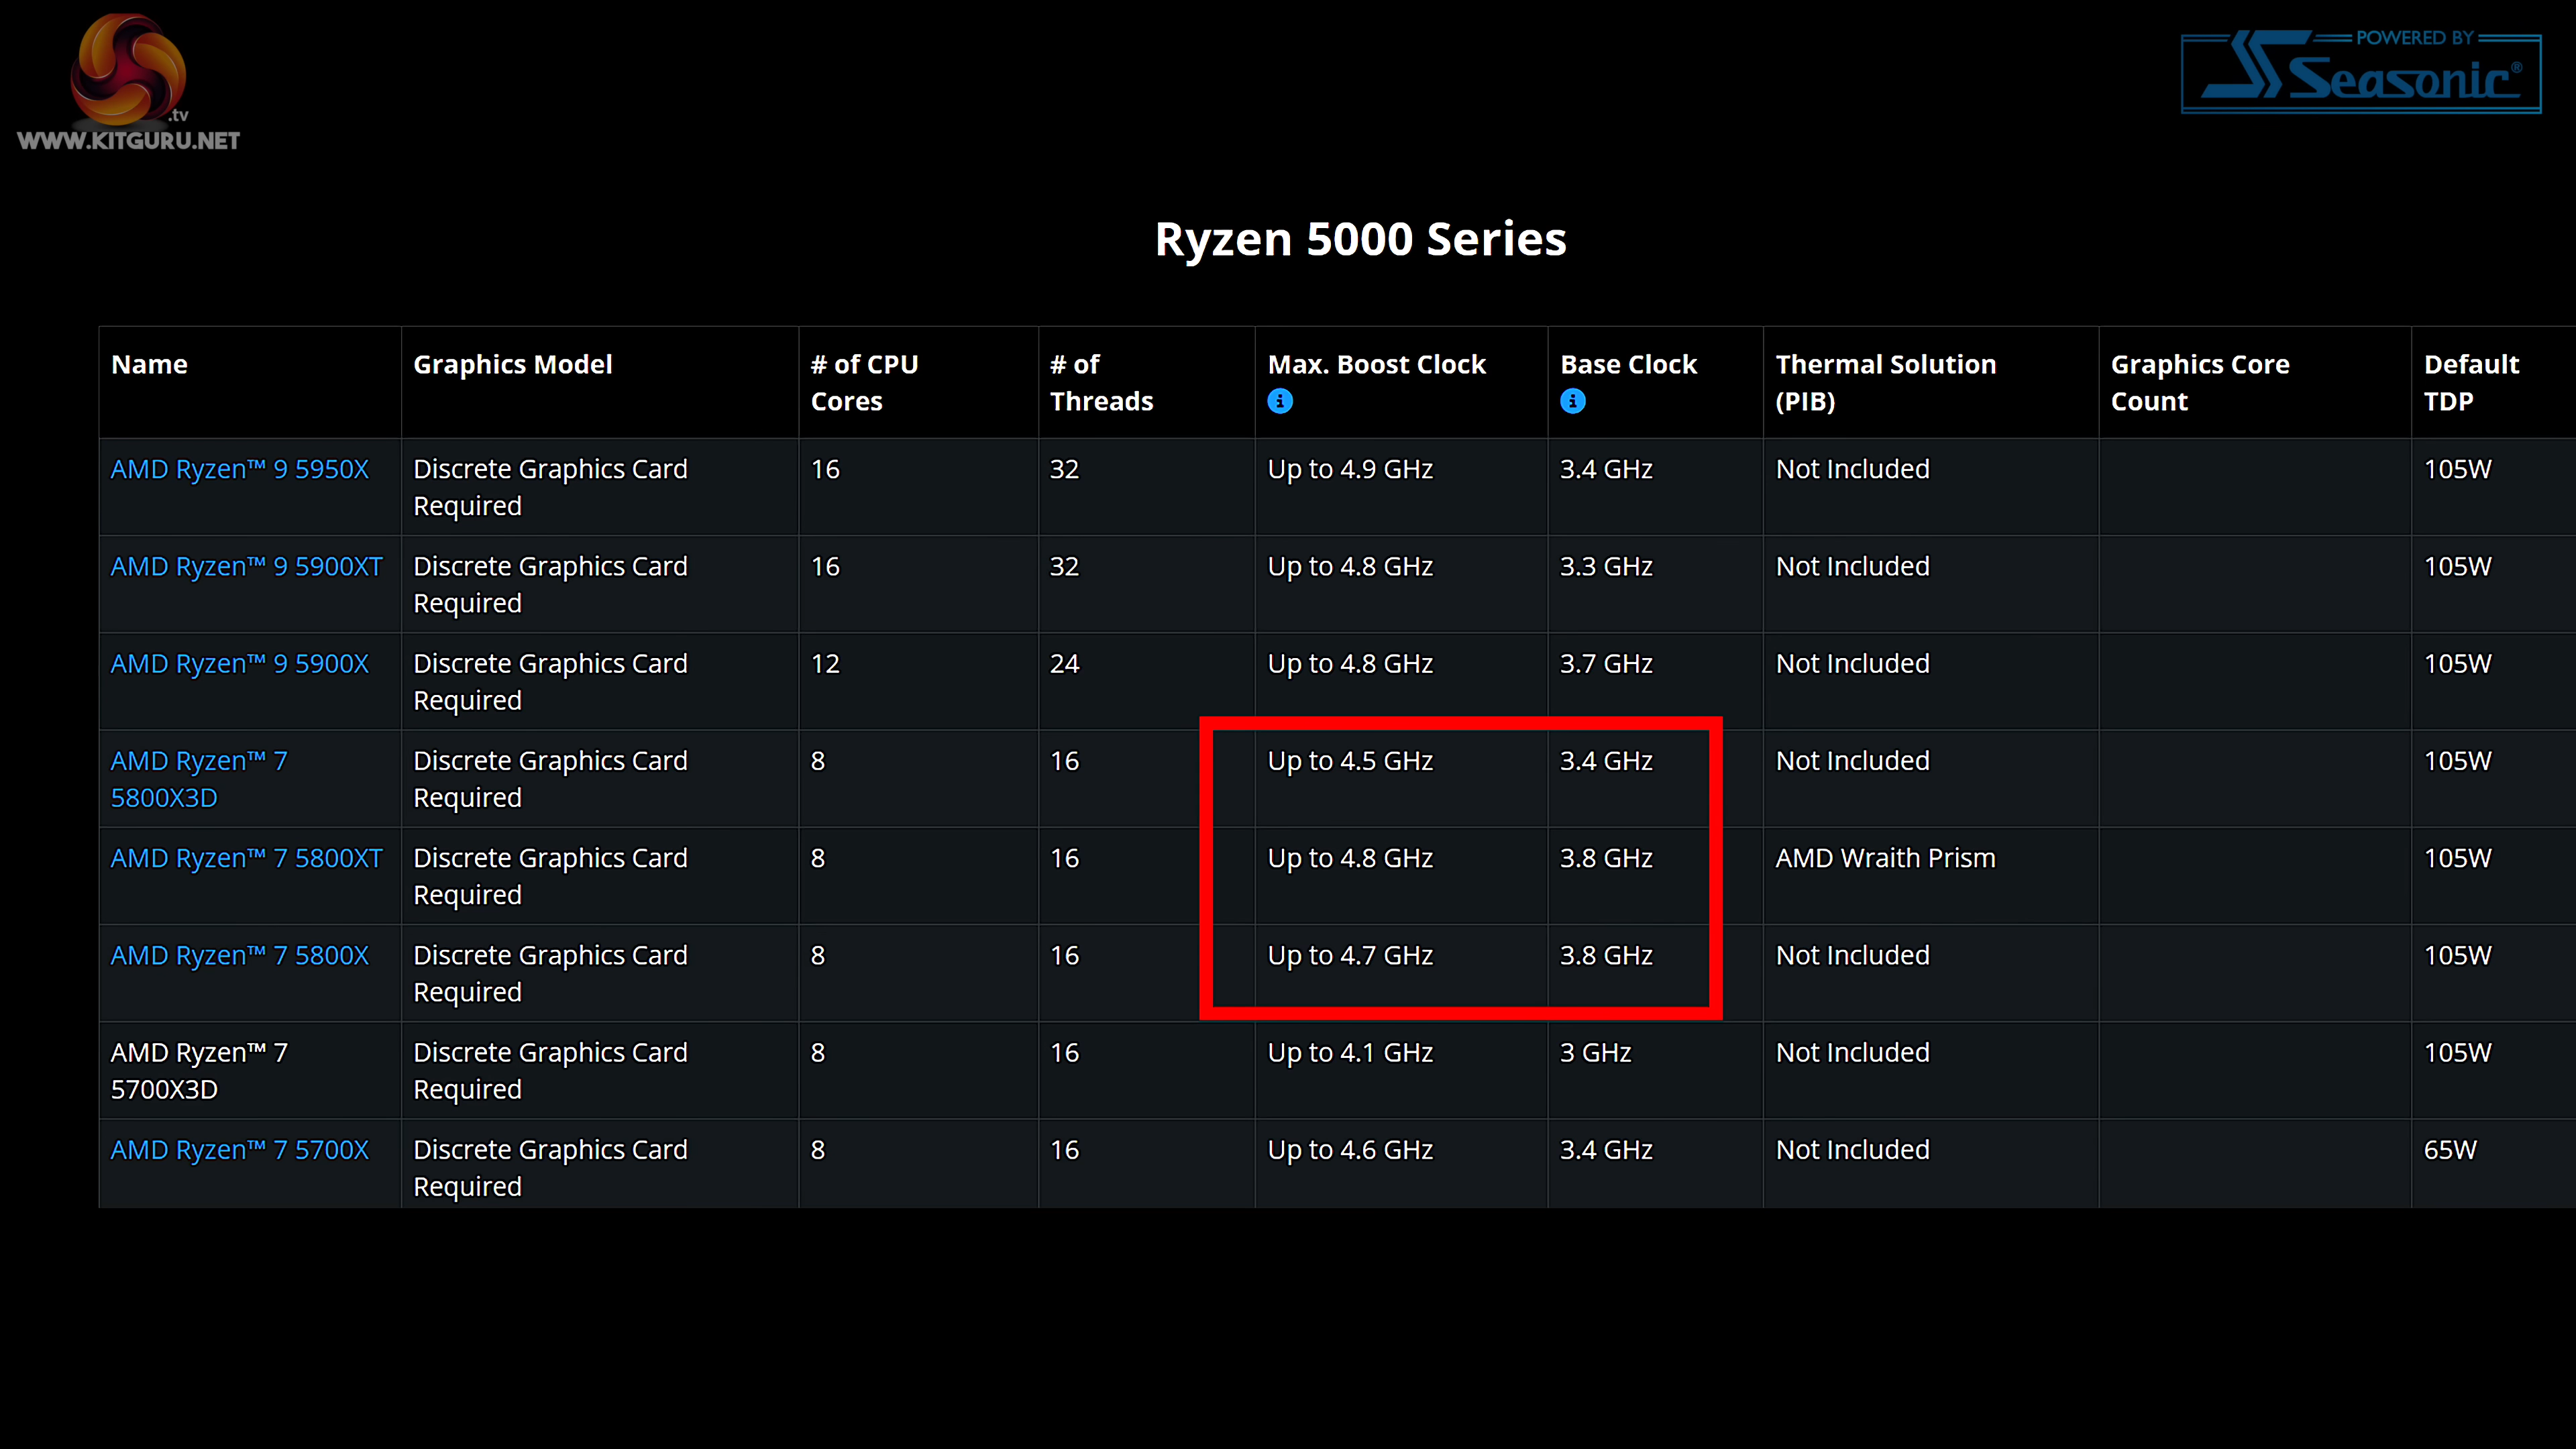 .tv
WWW.KITGURU.NET
POWERED BY
Seasonic®
Ryzen 5000 Series
Name Graphics Model # of CPU Cores # of Threads Max. Boost Clock Base Clock Thermal Solution (PIB) Graphics Core Count Default TDP
AMD Ryzen™ 9 5950X Discrete Graphics Card Required 16 32 Up to 4.9 GHz 3.4 GHz Not Included 105W
AMD Ryzen™ 9 5900XT Discrete Graphics Card Required 16 32 Up to 4.8 GHz 3.3 GHz Not Included 105W
AMD Ryzen™ 9 5900X Discrete Graphics Card Required 12 24 Up to 4.8 GHz 3.7 GHz Not Included 105W
AMD Ryzen™ 7 5800X3D Discrete Graphics Card Required 8 16 Up to 4.5 GHz 3.4 GHz Not Included 105W
AMD Ryzen™ 7 5800XT Discrete Graphics Card Required 8 16 Up to 4.8 GHz 3.8 GHz AMD Wraith Prism 105W
AMD Ryzen™ 7 5800X Discrete Graphics Card Required 8 16 Up to 4.7 GHz 3.8 GHz Not Included 105W
AMD Ryzen™ 7 5700X3D Discrete Graphics Card Required 8 16 Up to 4.1 GHz 3 GHz Not Included 105W
AMD Ryzen™ 7 5700X Discrete Graphics Card Required 8 16 Up to 4.6 GHz 3.4 GHz Not Included 65W